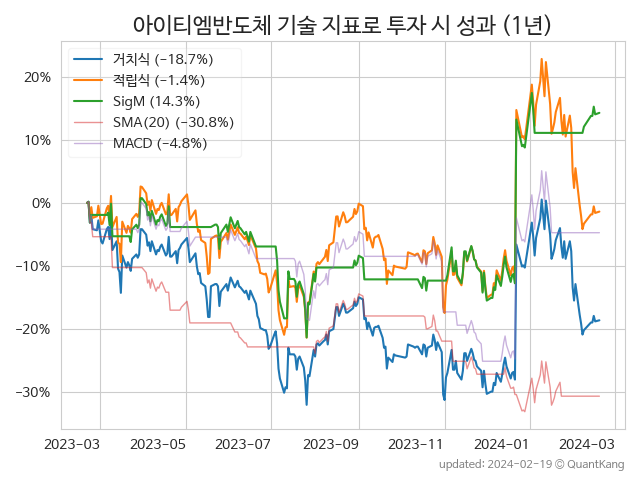 아이티엠반도체 기술 지표로 투자 시 성과 (1년)
거치식 (−18.7%)
적립식 (−1.4%)
SigM (14.3%)
SMA(20) (−30.8%)
MACD (−4.8%)
20%
10%
0%
−10%
−20%
−30%
2023-03 2023-05 2023-07 2023-09 2023-11 2024-01 2024-03
updated: 2024-02-19 ⓒ QuantKang